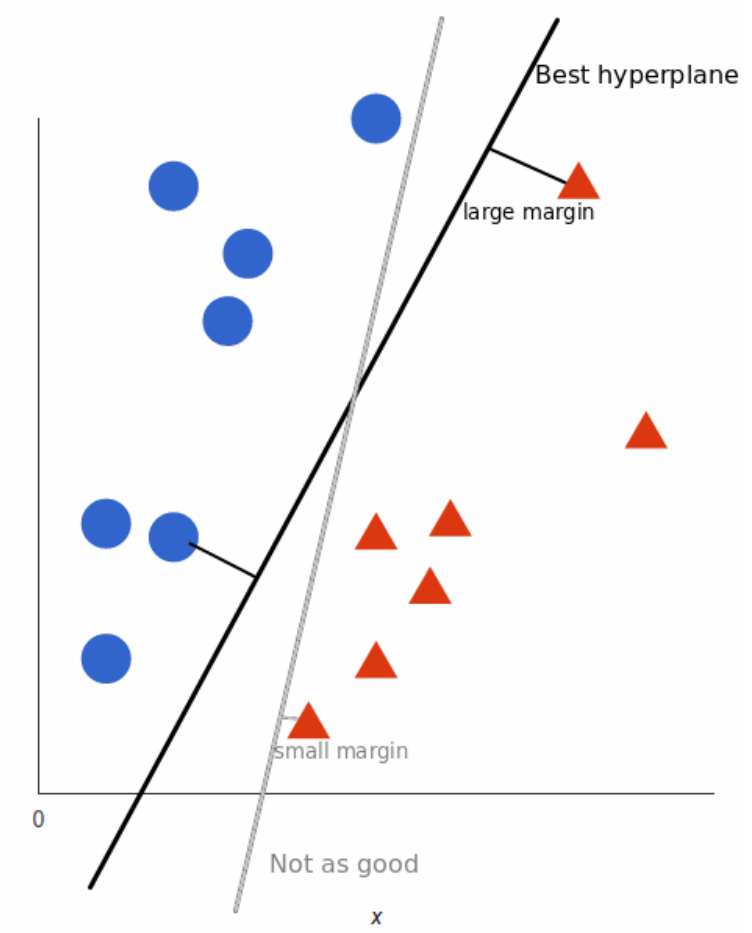 Best hyperplane
large margin
small margin
0
Not as good
x